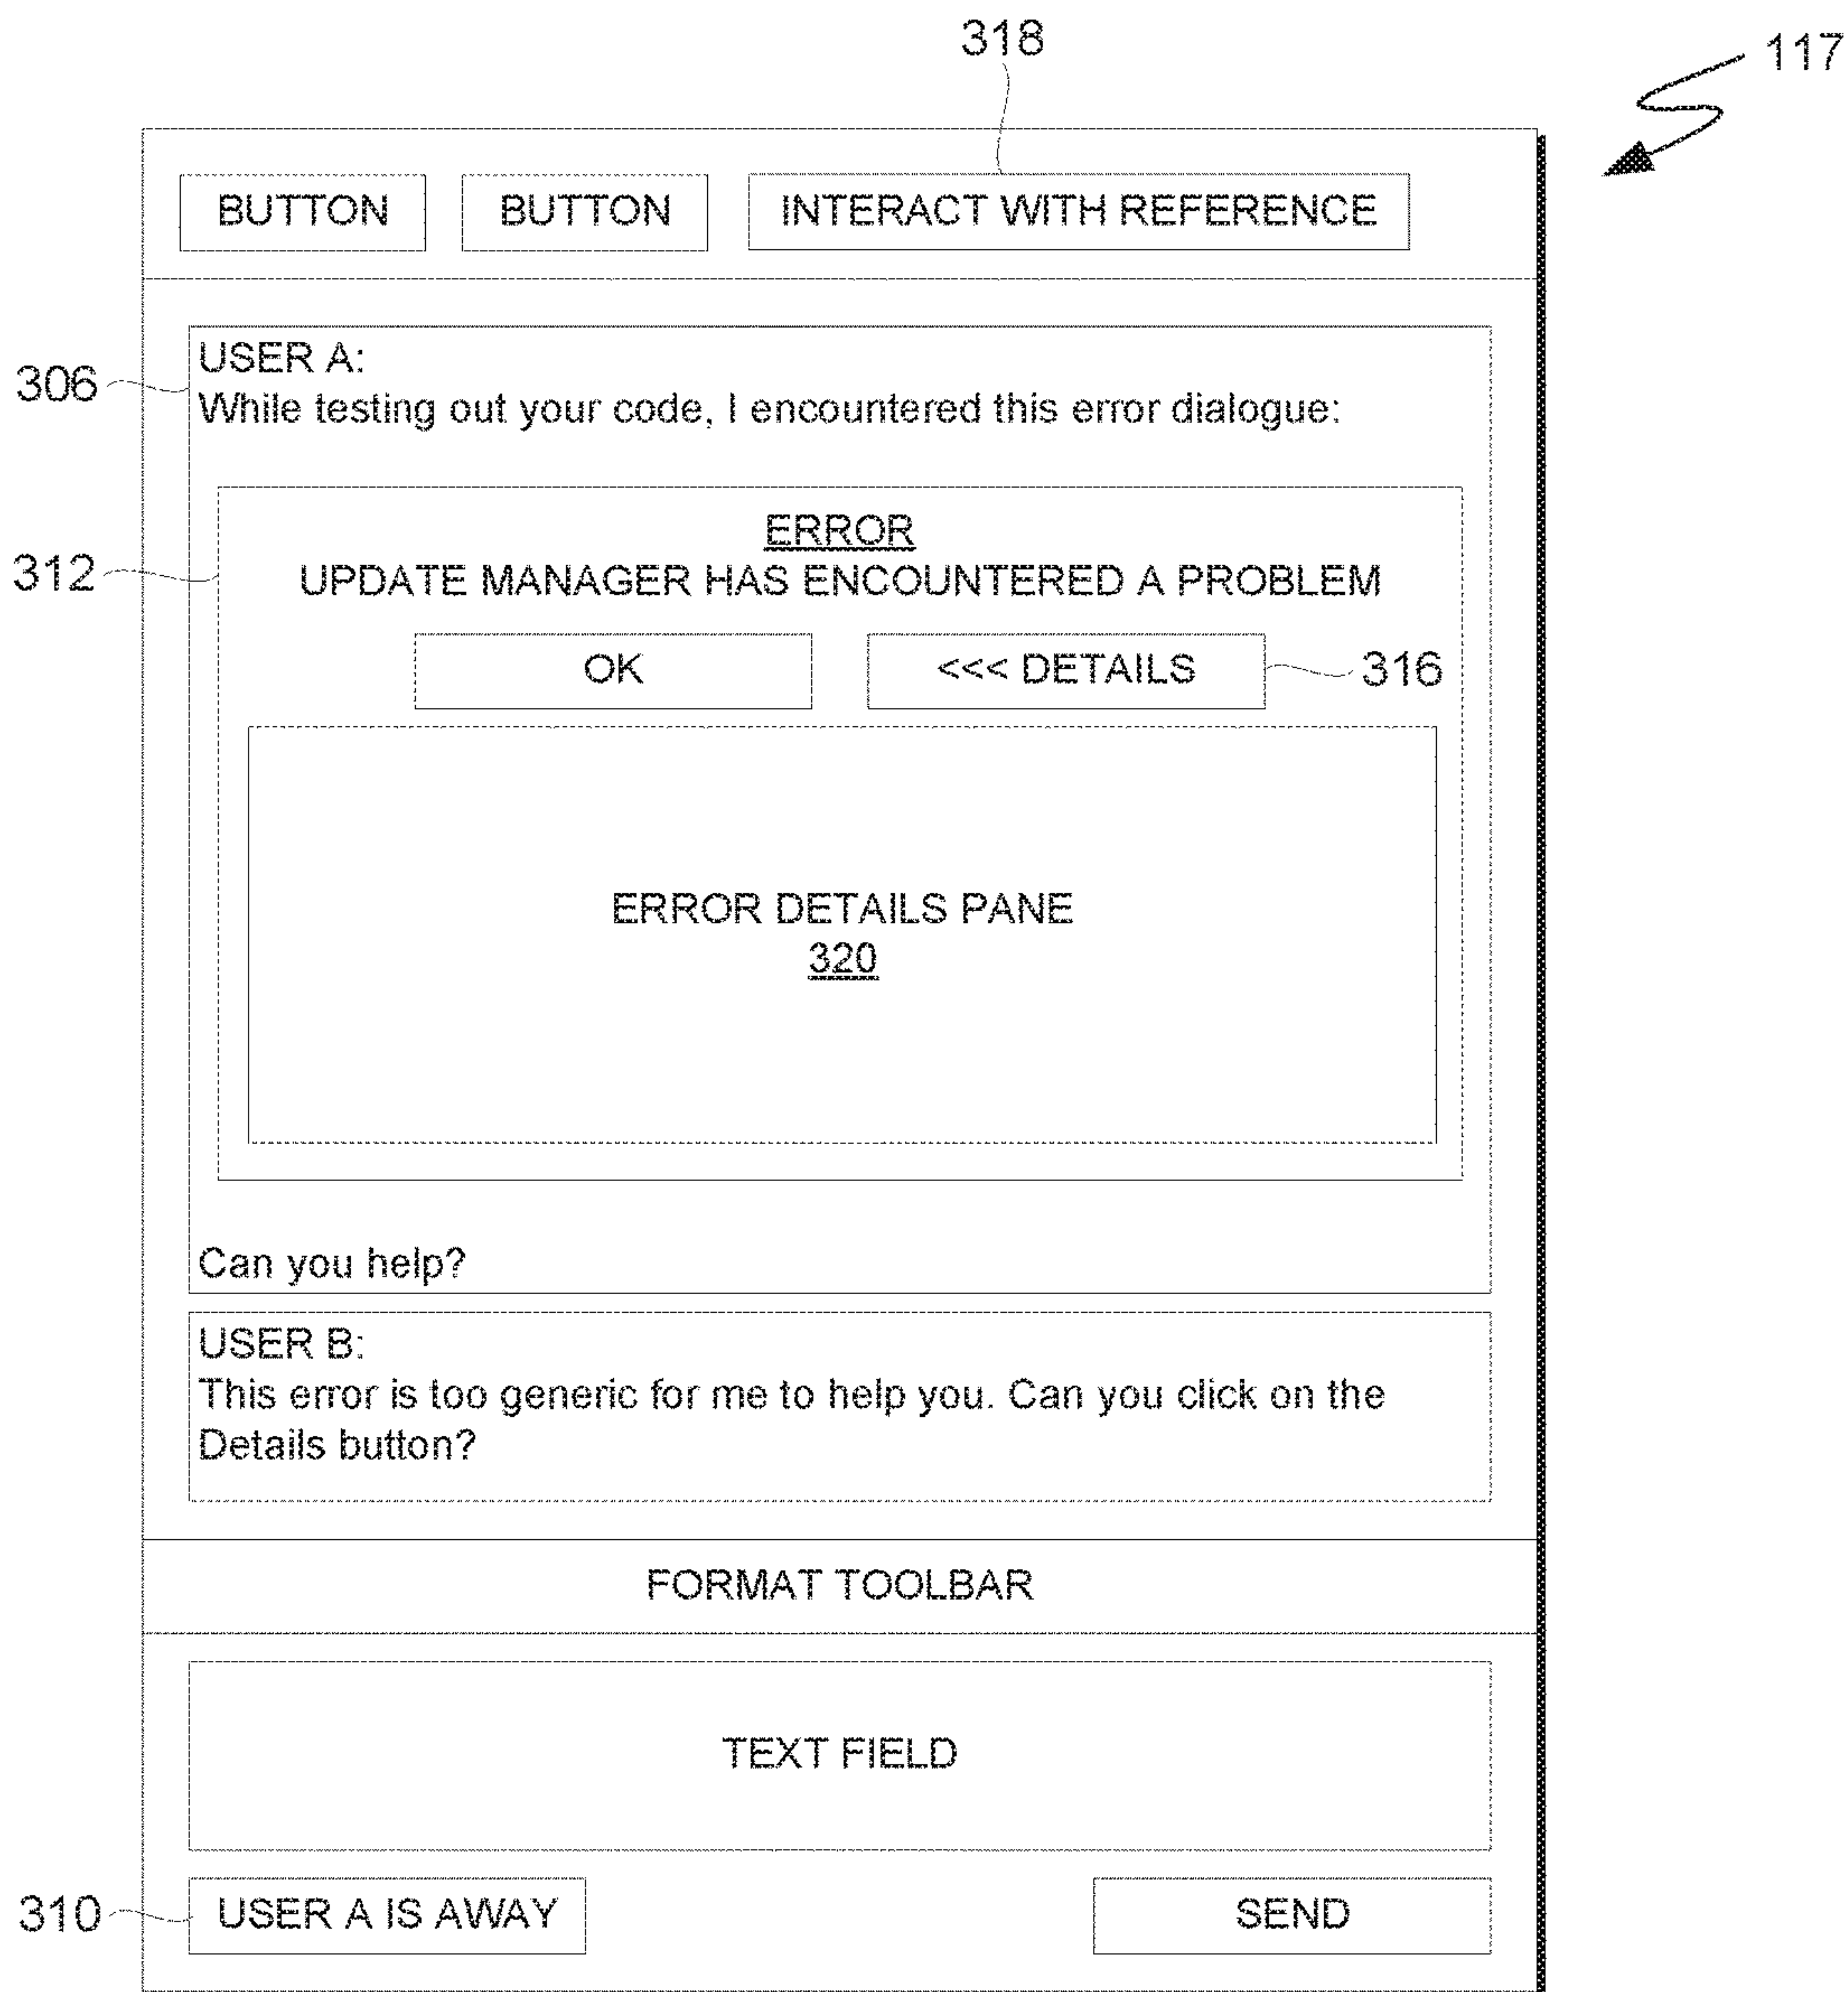 318
117
BUTTON BUTTON INTERACT WITH REFERENCE
306
USER A:
While testing out your code, I encountered this error dialogue:
312
ERROR
UPDATE MANAGER HAS ENCOUNTERED A PROBLEM
OK <<< DETAILS 316
ERROR DETAILS PANE
320
Can you help?
USER B:
This error is too generic for me to help you. Can you click on the
Details button?
FORMAT TOOLBAR
TEXT FIELD
310 USER A IS AWAY SEND